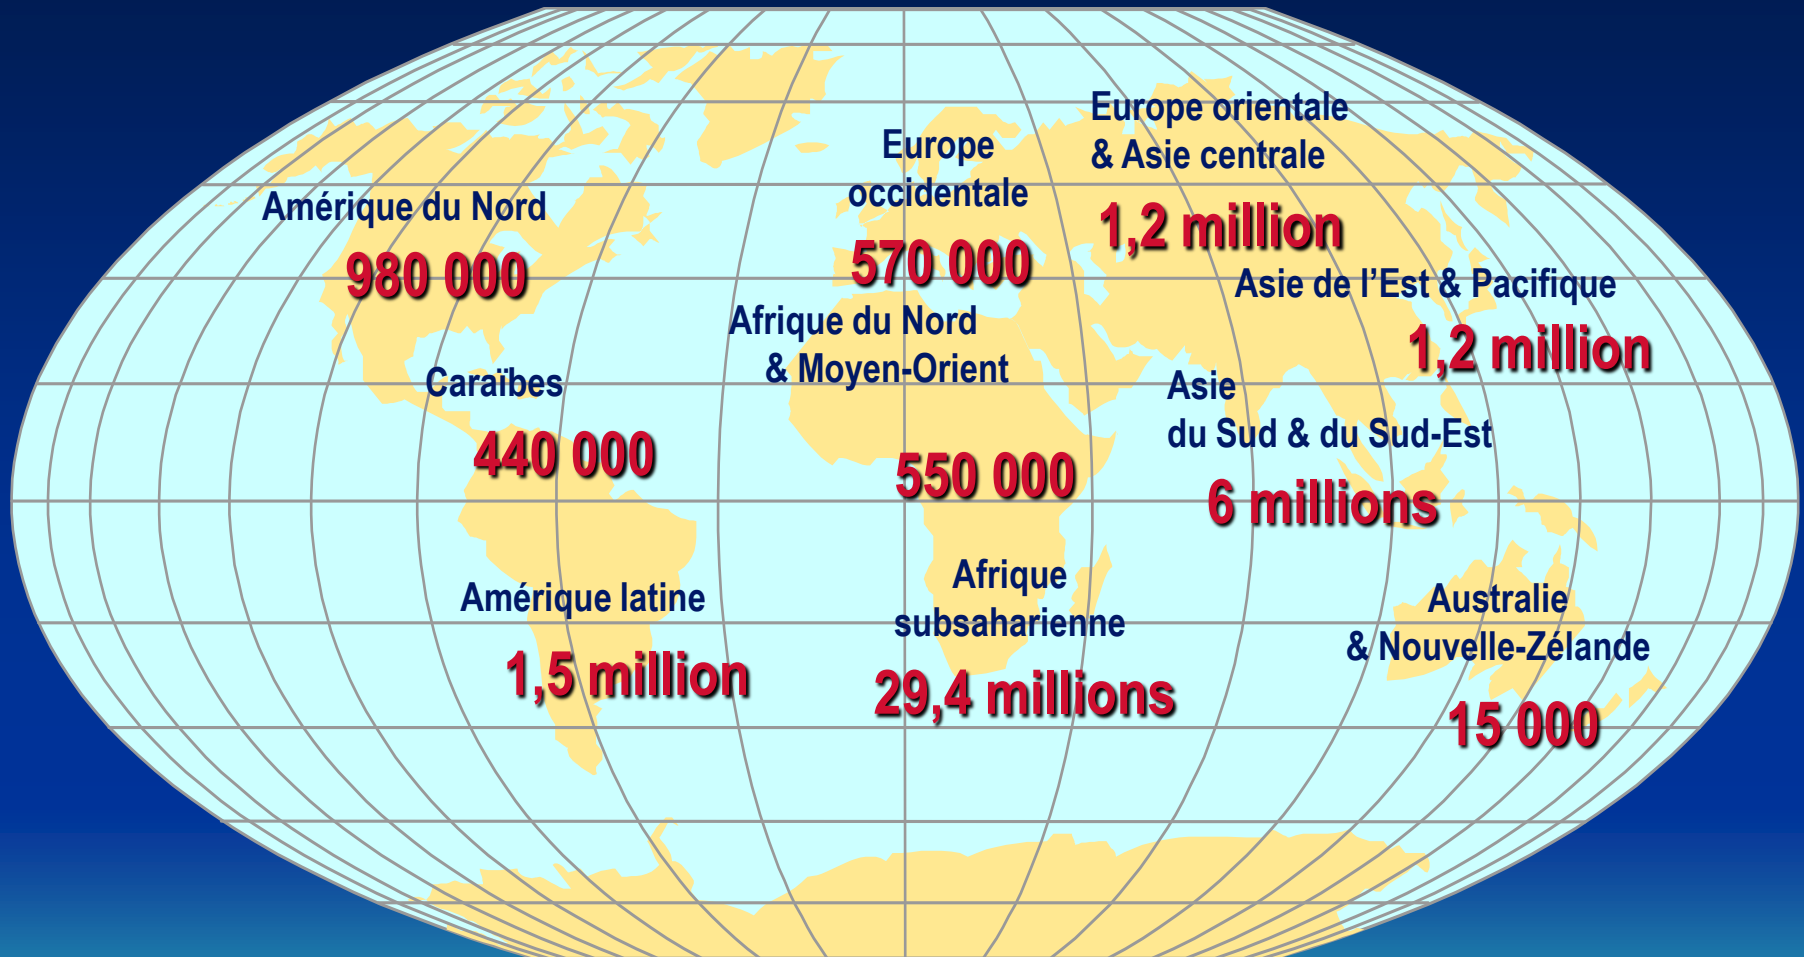 Europe orientale
& Asie centrale
1,2 million
Europe
occidentale
570 000
Amérique du Nord
980 000
Asie de l’Est & Pacifique
1,2 million
Afrique du Nord
& Moyen-Orient
550 000
Caraïbes
440 000
Asie
du Sud & du Sud-Est
6 millions
Amérique latine
1,5 million
Afrique
subsaharienne
29,4 millions
Australie
& Nouvelle-Zélande
15 000